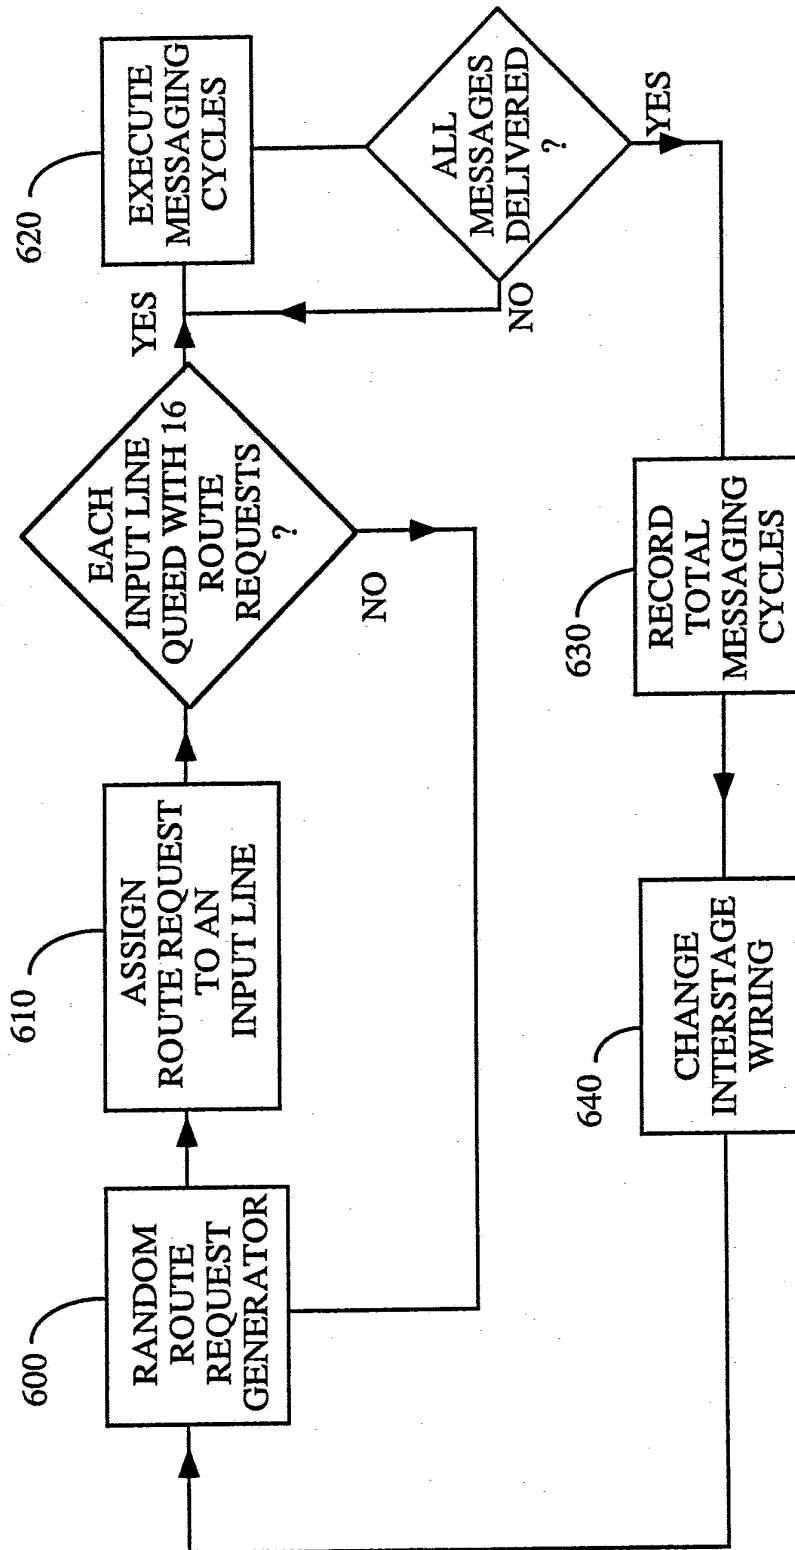 600
RANDOM
ROUTE
REQUEST
GENERATOR
610
ASSIGN
ROUTE REQUEST
TO AN
INPUT LINE
EACH
INPUT LINE
QUEED WITH 16
ROUTE
REQUESTS
?
YES
NO
620
EXECUTE
MESSAGING
CYCLES
ALL
MESSAGES
DELIVERED
?
NO
YES
630
RECORD
TOTAL
MESSAGING
CYCLES
640
CHANGE
INTERSTAGE
WIRING